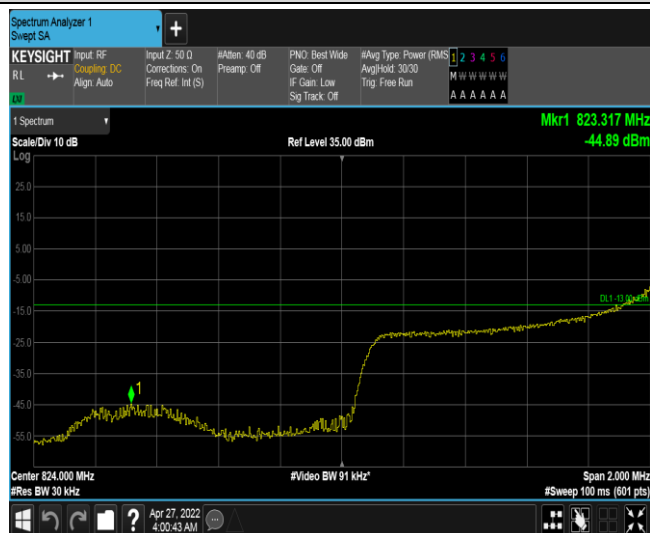 Spectrum Analyzer 1
Swept SA
KEYSIGHT
RL
LXI
Input: RF
Coupling: DC
Align: Auto
Input Z: 50 Ω
Corrections: On
Freq Ref: Int (S)
#Atten: 40 dB
Preamp: Off
PNO: Best Wide
Gate: Off
IF Gain: Low
Sig Track: Off
#Avg Type: Power (RMS
Avg|Hold: 30/30
Trig: Free Run
1 2 3 4 5 6
M W W W W W
A A A A A A
1 Spectrum
Scale/Div 10 dB
Ref Level 35.00 dBm
Mkr1 823.317 MHz
-44.89 dBm
Log
25.0
15.0
5.00
-5.00
DL1 -13.00 dBm
-15.0
-25.0
-35.0
1
-45.0
-55.0
Center 824.000 MHz
#Video BW 91 kHz*
Span 2.000 MHz
#Res BW 30 kHz
#Sweep 100 ms (601 pts)
?
Apr 27, 2022
4:00:43 AM